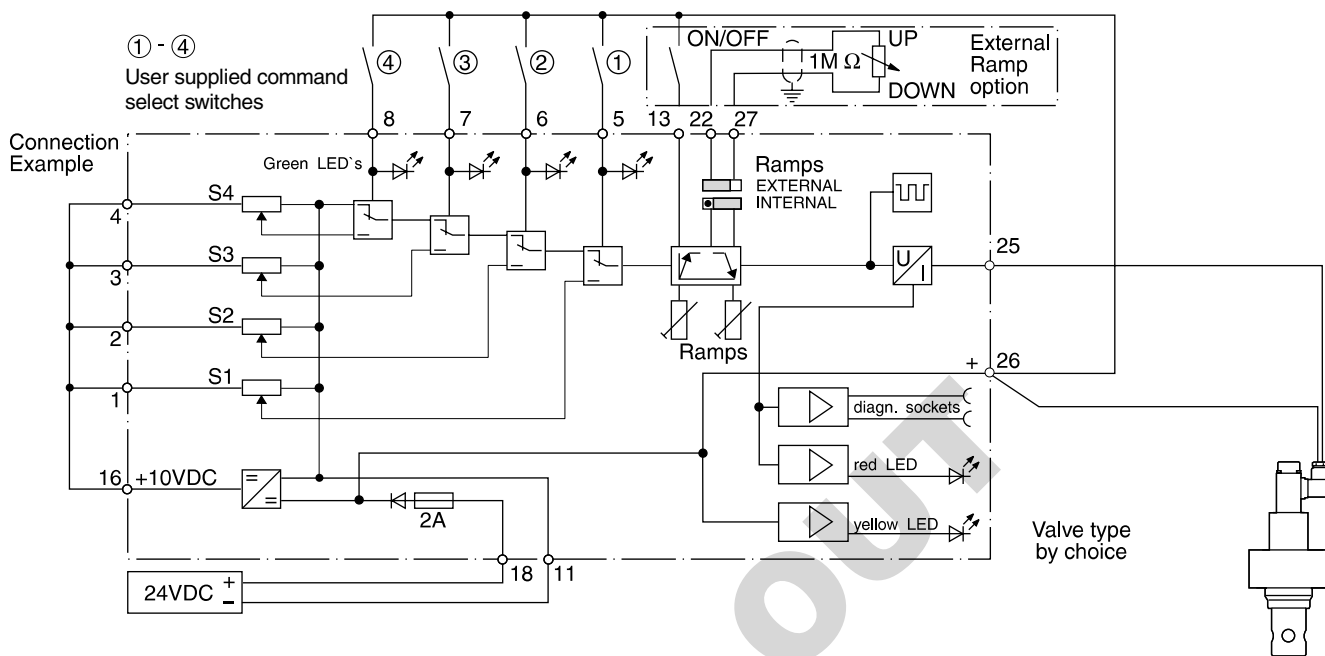 ① - ④
User supplied command
select switches
④
③
②
①
ON/OFF
1M Ω
UP
DOWN
External
Ramp
option
8
7
6
5
13
22
27
Connection
Example
Green LED`s
Ramps
EXTERNAL
INTERNAL
4
S4
3
S3
2
S2
1
S1
U
I
25
Ramps
+
26
diagn. sockets
red LED
yellow LED
16
+10VDC
=
=
2A
Valve type
by choice
18
11
24VDC
+
–
OUT